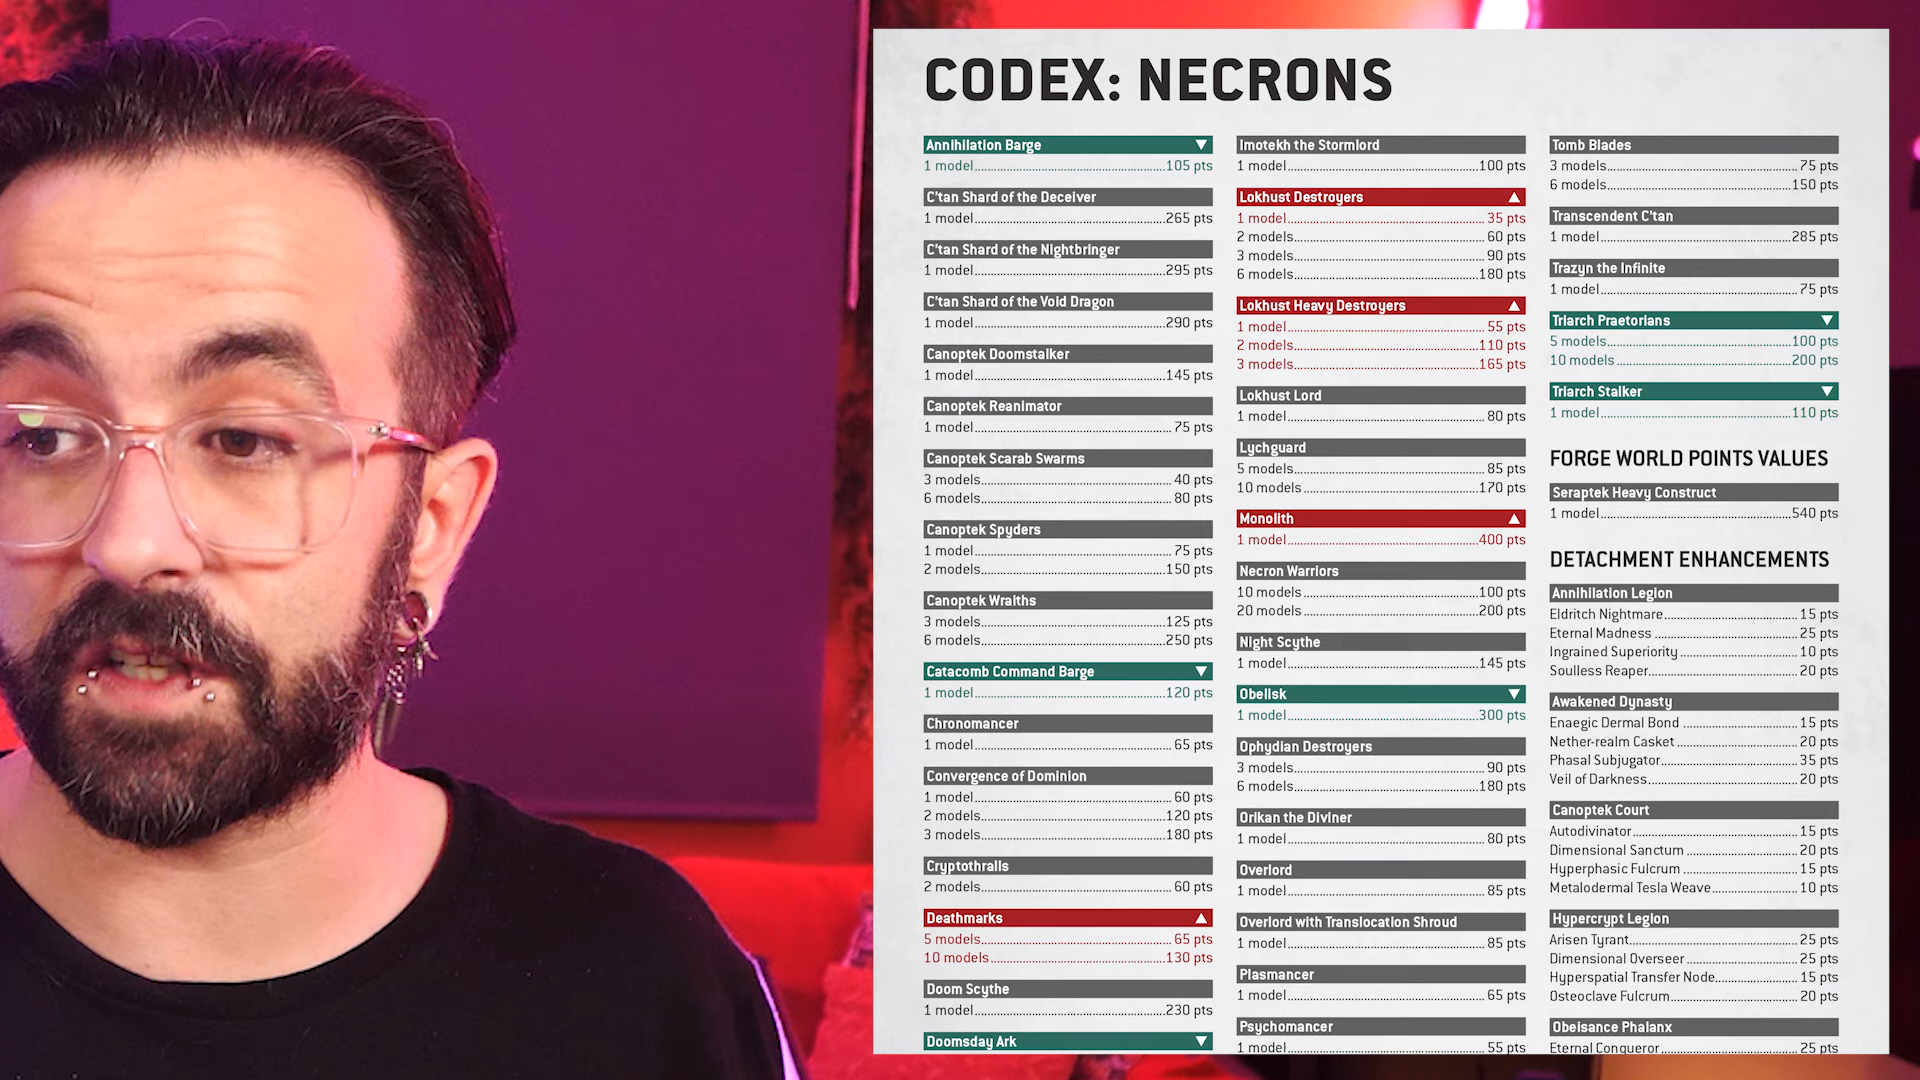 CODEX: NECRONS
Annihilation Barge ▼
1 model 105 pts
C'tan Shard of the Deceiver
1 model 265 pts
C'tan Shard of the Nightbringer
1 model 295 pts
C'tan Shard of the Void Dragon
1 model 290 pts
Canoptek Doomstalker
1 model 145 pts
Canoptek Reanimator
1 model 75 pts
Canoptek Scarab Swarms
3 models 40 pts
6 models 80 pts
Canoptek Spyders
1 model 75 pts
2 models 150 pts
Canoptek Wraiths
3 models 125 pts
6 models 250 pts
Catacomb Command Barge ▼
1 model 120 pts
Chronomancer
1 model 65 pts
Convergence of Dominion
1 model 60 pts
2 models 120 pts
3 models 180 pts
Cryptothralls
2 models 60 pts
Deathmarks ▲
5 models 65 pts
10 models 130 pts
Doom Scythe
1 model 230 pts
Doomsday Ark ▼
Imotekh the Stormlord
1 model 100 pts
Lokhust Destroyers ▲
1 model 35 pts
2 models 60 pts
3 models 90 pts
6 models 180 pts
Lokhust Heavy Destroyers ▲
1 model 55 pts
2 models 110 pts
3 models 165 pts
Lokhust Lord
1 model 80 pts
Lychguard
5 models 85 pts
10 models 170 pts
Monolith ▲
1 model 400 pts
Necron Warriors
10 models 100 pts
20 models 200 pts
Night Scythe
1 model 145 pts
Obelisk ▼
1 model 300 pts
Ophydian Destroyers
3 models 90 pts
6 models 180 pts
Orikan the Diviner
1 model 80 pts
Overlord
1 model 85 pts
Overlord with Translocation Shroud
1 model 85 pts
Plasmancer
1 model 65 pts
Psychomancer
1 model 55 pts
Tomb Blades
3 models 75 pts
6 models 150 pts
Transcendent C'tan
1 model 285 pts
Trazyn the Infinite
1 model 75 pts
Triarch Praetorians ▼
5 models 100 pts
10 models 200 pts
Triarch Stalker ▼
1 model 110 pts
FORGE WORLD POINTS VALUES
Seraptek Heavy Construct
1 model 540 pts
DETACHMENT ENHANCEMENTS
Annihilation Legion
Eldritch Nightmare 15 pts
Eternal Madness 25 pts
Ingrained Superiority 10 pts
Soulless Reaper 20 pts
Awakened Dynasty
Enaegic Dermal Bond 15 pts
Nether-realm Casket 20 pts
Phasal Subjugator 35 pts
Veil of Darkness 20 pts
Canoptek Court
Autodivinator 15 pts
Dimensional Sanctum 20 pts
Hyperphasic Fulcrum 15 pts
Metalodermal Tesla Weave 10 pts
Hypercrypt Legion
Arisen Tyrant 25 pts
Dimensional Overseer 25 pts
Hyperspatial Transfer Node 15 pts
Osteoclave Fulcrum 20 pts
Obeisance Phalanx
Eternal Conqueror 25 pts